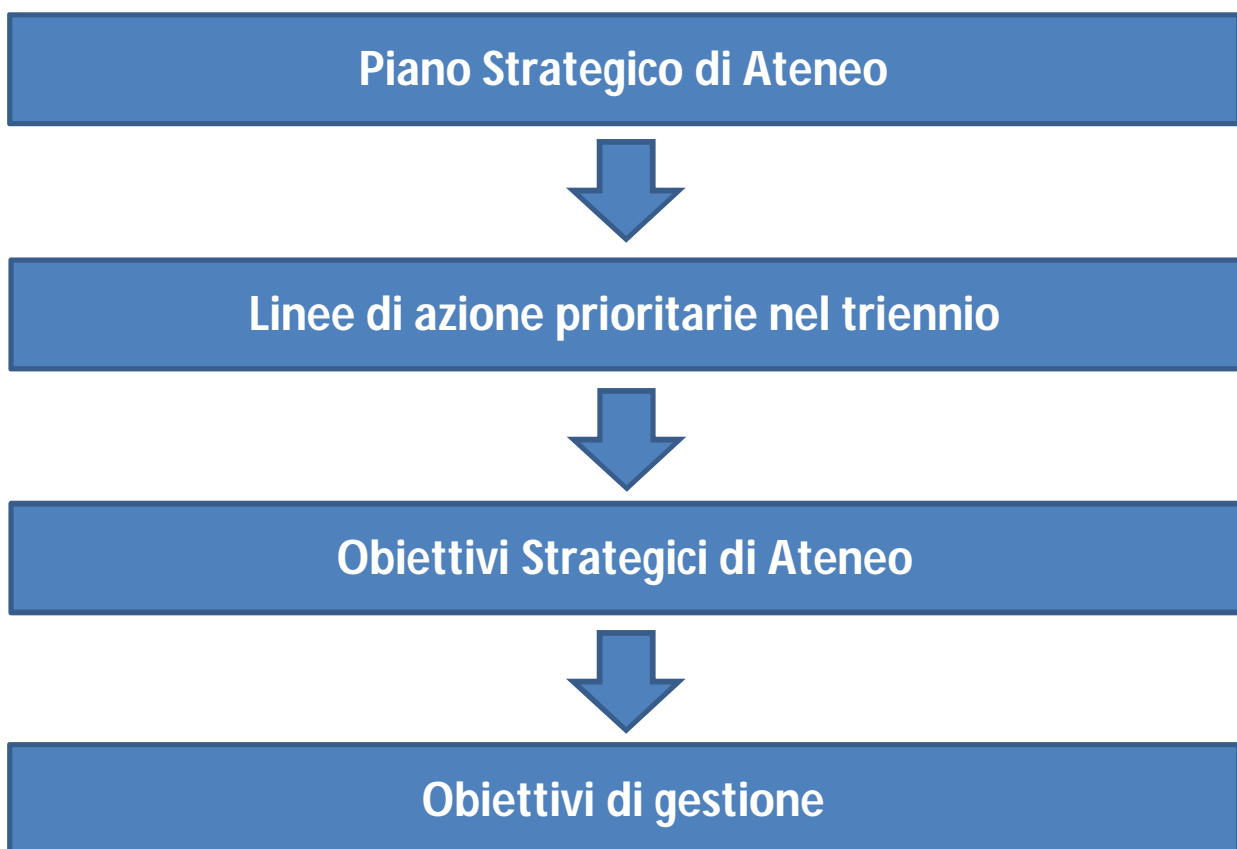 Piano Strategico di Ateneo
Linee di azione prioritarie nel triennio
Obiettivi Strategici di Ateneo
Obiettivi di gestione